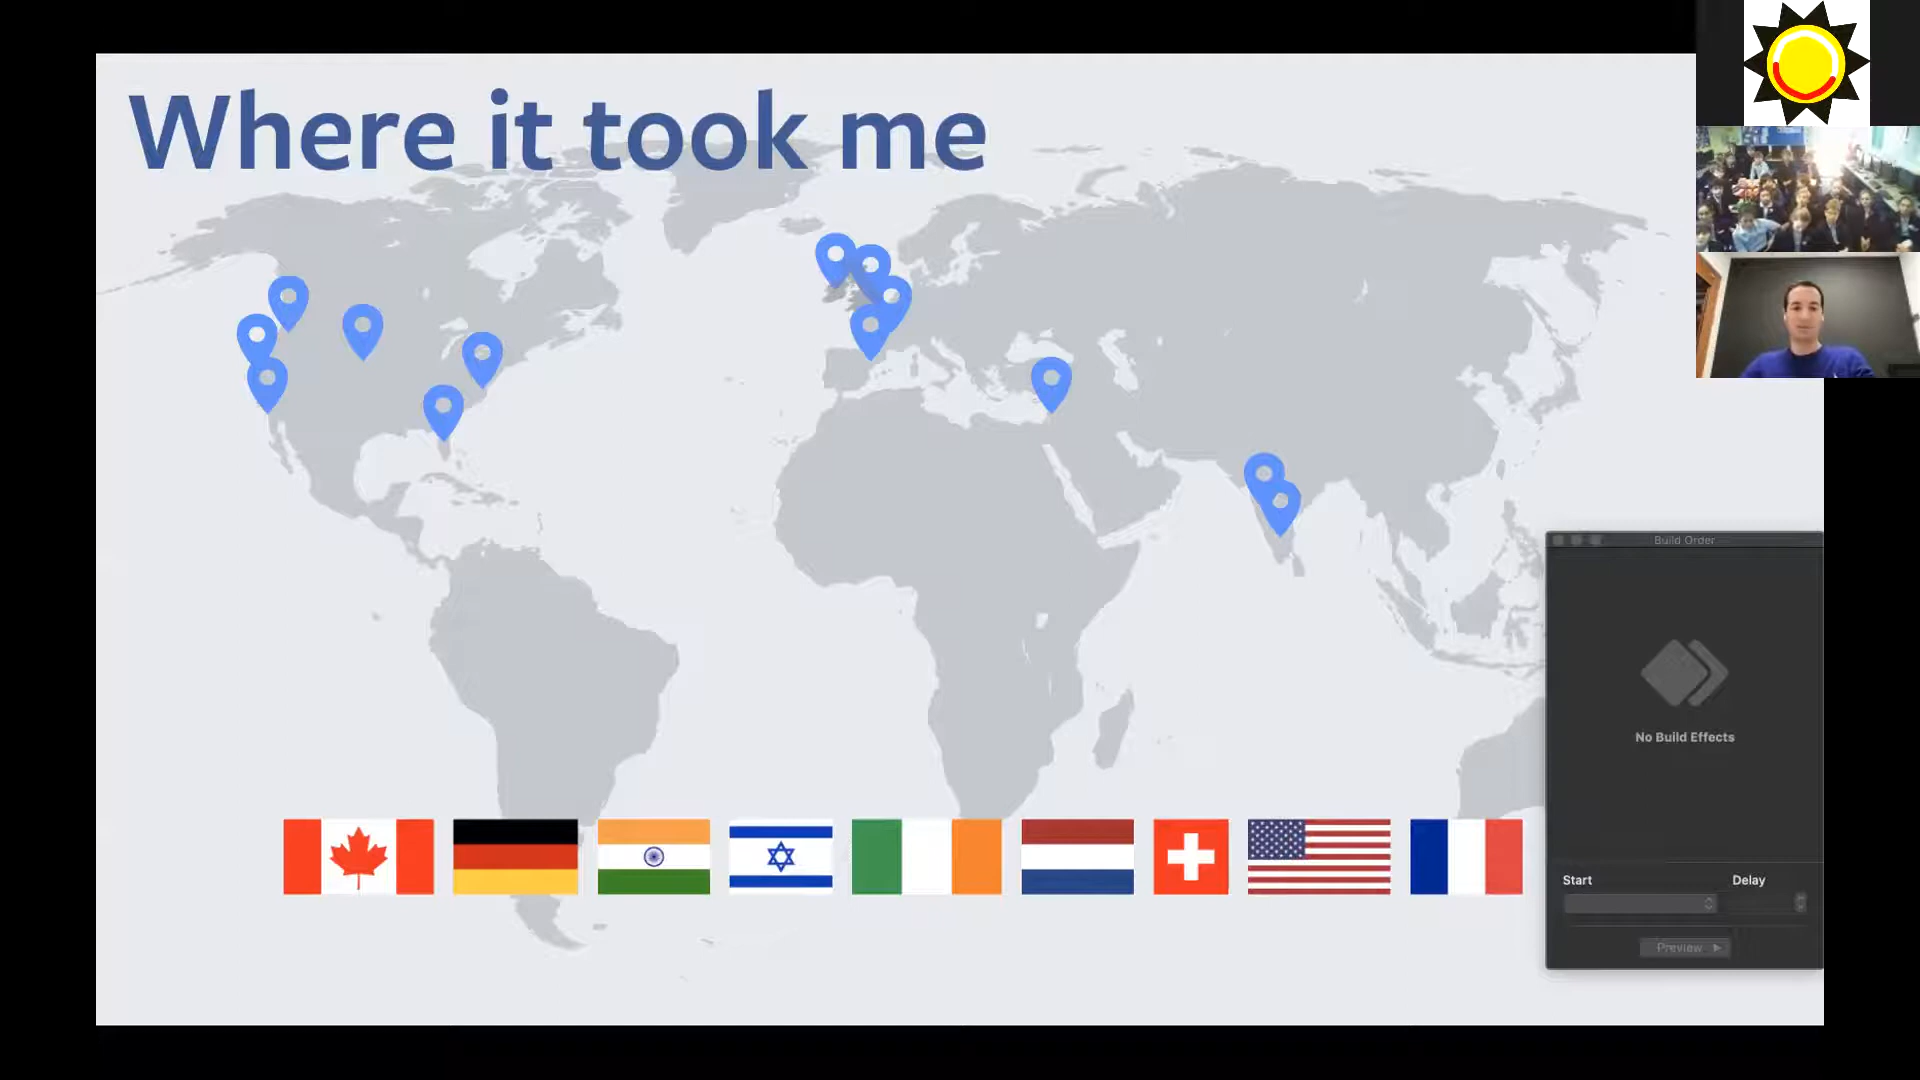 Where it took me
Build Order
No Build Effects
Start
Delay
Preview